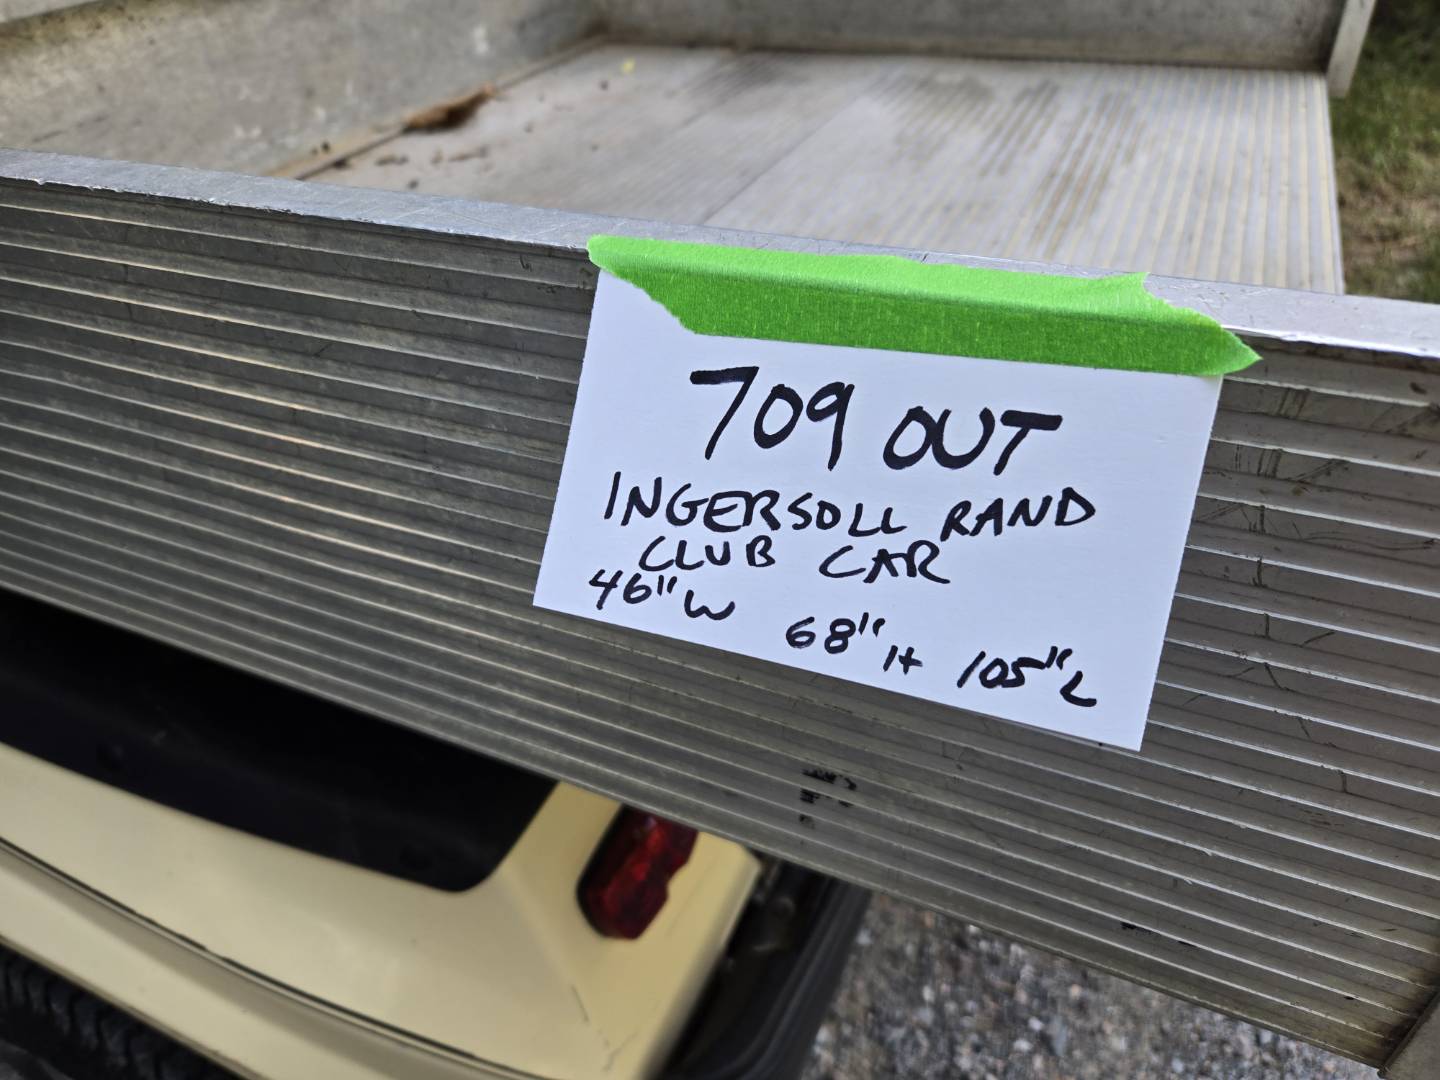 709 OUT
INGERSOLL RAND
CLUB CAR
46" W 68" H 105" L